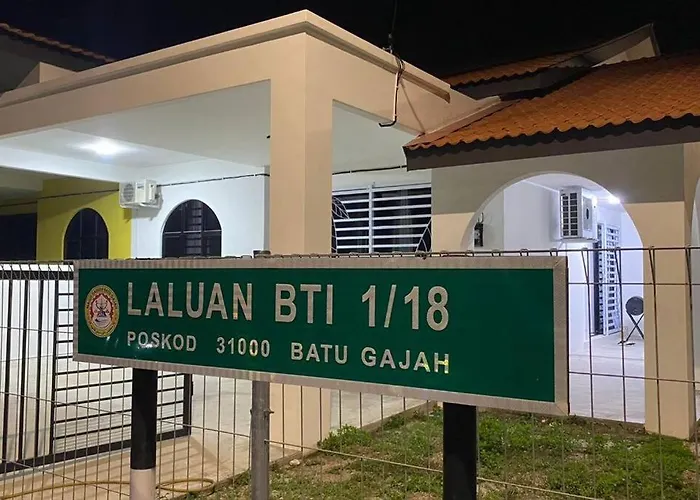 LALUAN BTI 1/18
POSKOD 31000 BATU GAJAH